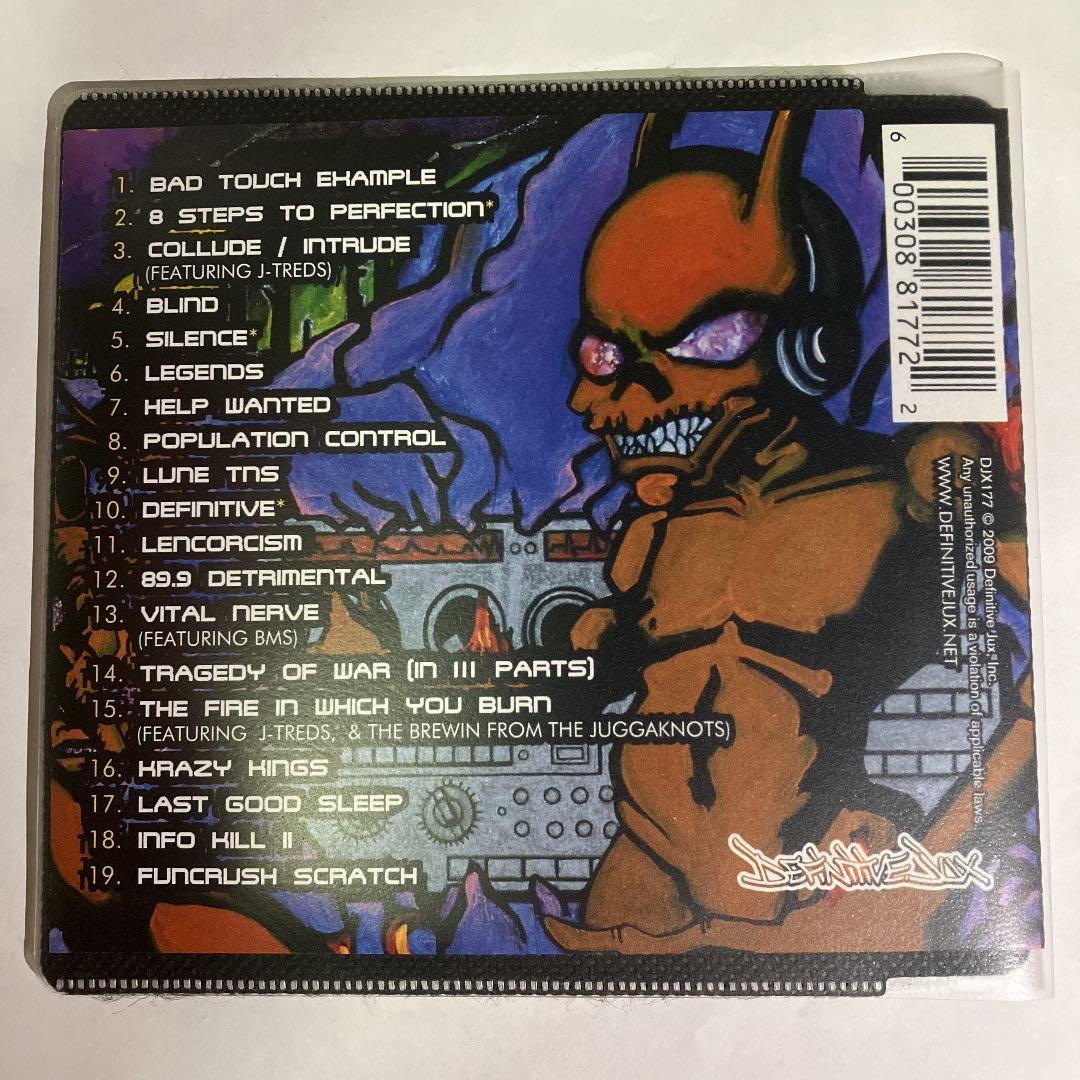 1. BAD TOUCH EXAMPLE
2. 8 STEPS TO PERFECTION*
3. COLLUDE / INTRUDE
(FEATURING J-TREDS)
4. BLIND
5. SILENCE*
6. LEGENDS
7. HELP WANTED
8. POPULATION CONTROL
9. LUNE TNS
10. DEFINITIVE*
11. LENCORCISM
12. 89.9 DETRIMENTAL
13. VITAL NERVE
(FEATURING BMS)
14. TRAGEDY OF WAR (IN III PARTS)
15. THE FIRE IN WHICH YOU BURN
(FEATURING J-TREDS, & THE BREWIN FROM THE JUGGAKNOTS)
16. KRAZY KINGS
17. LAST GOOD SLEEP
18. INFO KILL II
19. FUNCRUSH SCRATCH
6 00308 81772 2
DJX177 © 2009 Definitive Jux, Inc.
Any unauthorized usage is a violation of applicable laws
WWW.DEFINITIVEJUX.NET
DEFINITIVE JUX